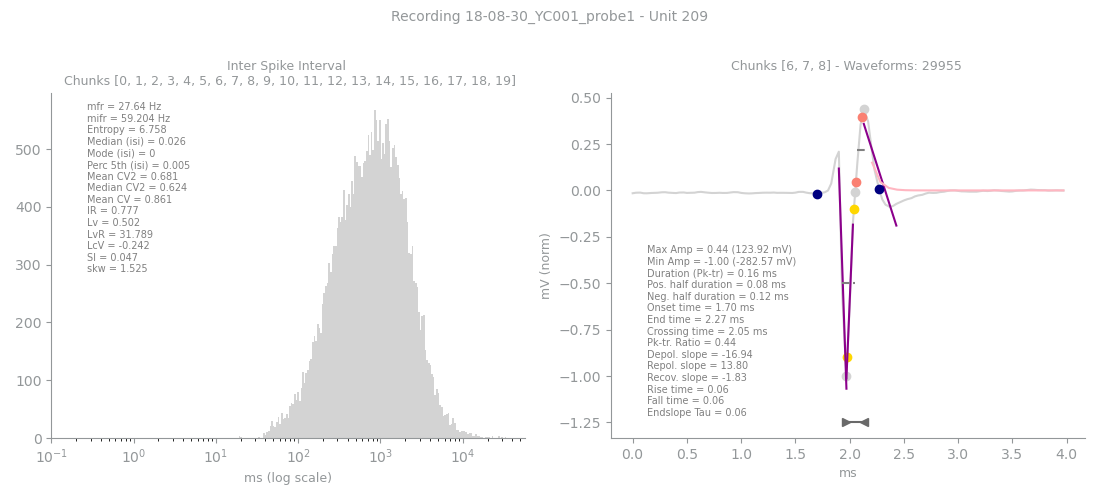 Recording 18-08-30_YC001_probe1 - Unit 209
Inter Spike Interval
Chunks [0, 1, 2, 3, 4, 5, 6, 7, 8, 9, 10, 11, 12, 13, 14, 15, 16, 17, 18, 19]
mfr = 27.64 Hz
mifr = 59.204 Hz
Entropy = 6.758
Median (isi) = 0.026
Mode (isi) = 0
Perc 5th (isi) = 0.005
Mean CV2 = 0.681
Median CV2 = 0.624
Mean CV = 0.861
IR = 0.777
Lv = 0.502
LvR = 31.789
LcV = -0.242
SI = 0.047
skw = 1.525
500
400
300
200
100
0
10⁻¹ 10⁰ 10¹ 10² 10³ 10⁴
ms (log scale)
Chunks [6, 7, 8] - Waveforms: 29955
0.50
0.25
0.00
−0.25
−0.50
−0.75
−1.00
−1.25
mV (norm)
Max Amp = 0.44 (123.92 mV)
Min Amp = -1.00 (-282.57 mV)
Duration (Pk-tr) = 0.16 ms
Pos. half duration = 0.08 ms
Neg. half duration = 0.12 ms
Onset time = 1.70 ms
End time = 2.27 ms
Crossing time = 2.05 ms
Pk-tr. Ratio = 0.44
Depol. slope = -16.94
Repol. slope = 13.80
Recov. slope = -1.83
Rise time = 0.06
Fall time = 0.06
Endslope Tau = 0.06
0.0 0.5 1.0 1.5 2.0 2.5 3.0 3.5 4.0
ms